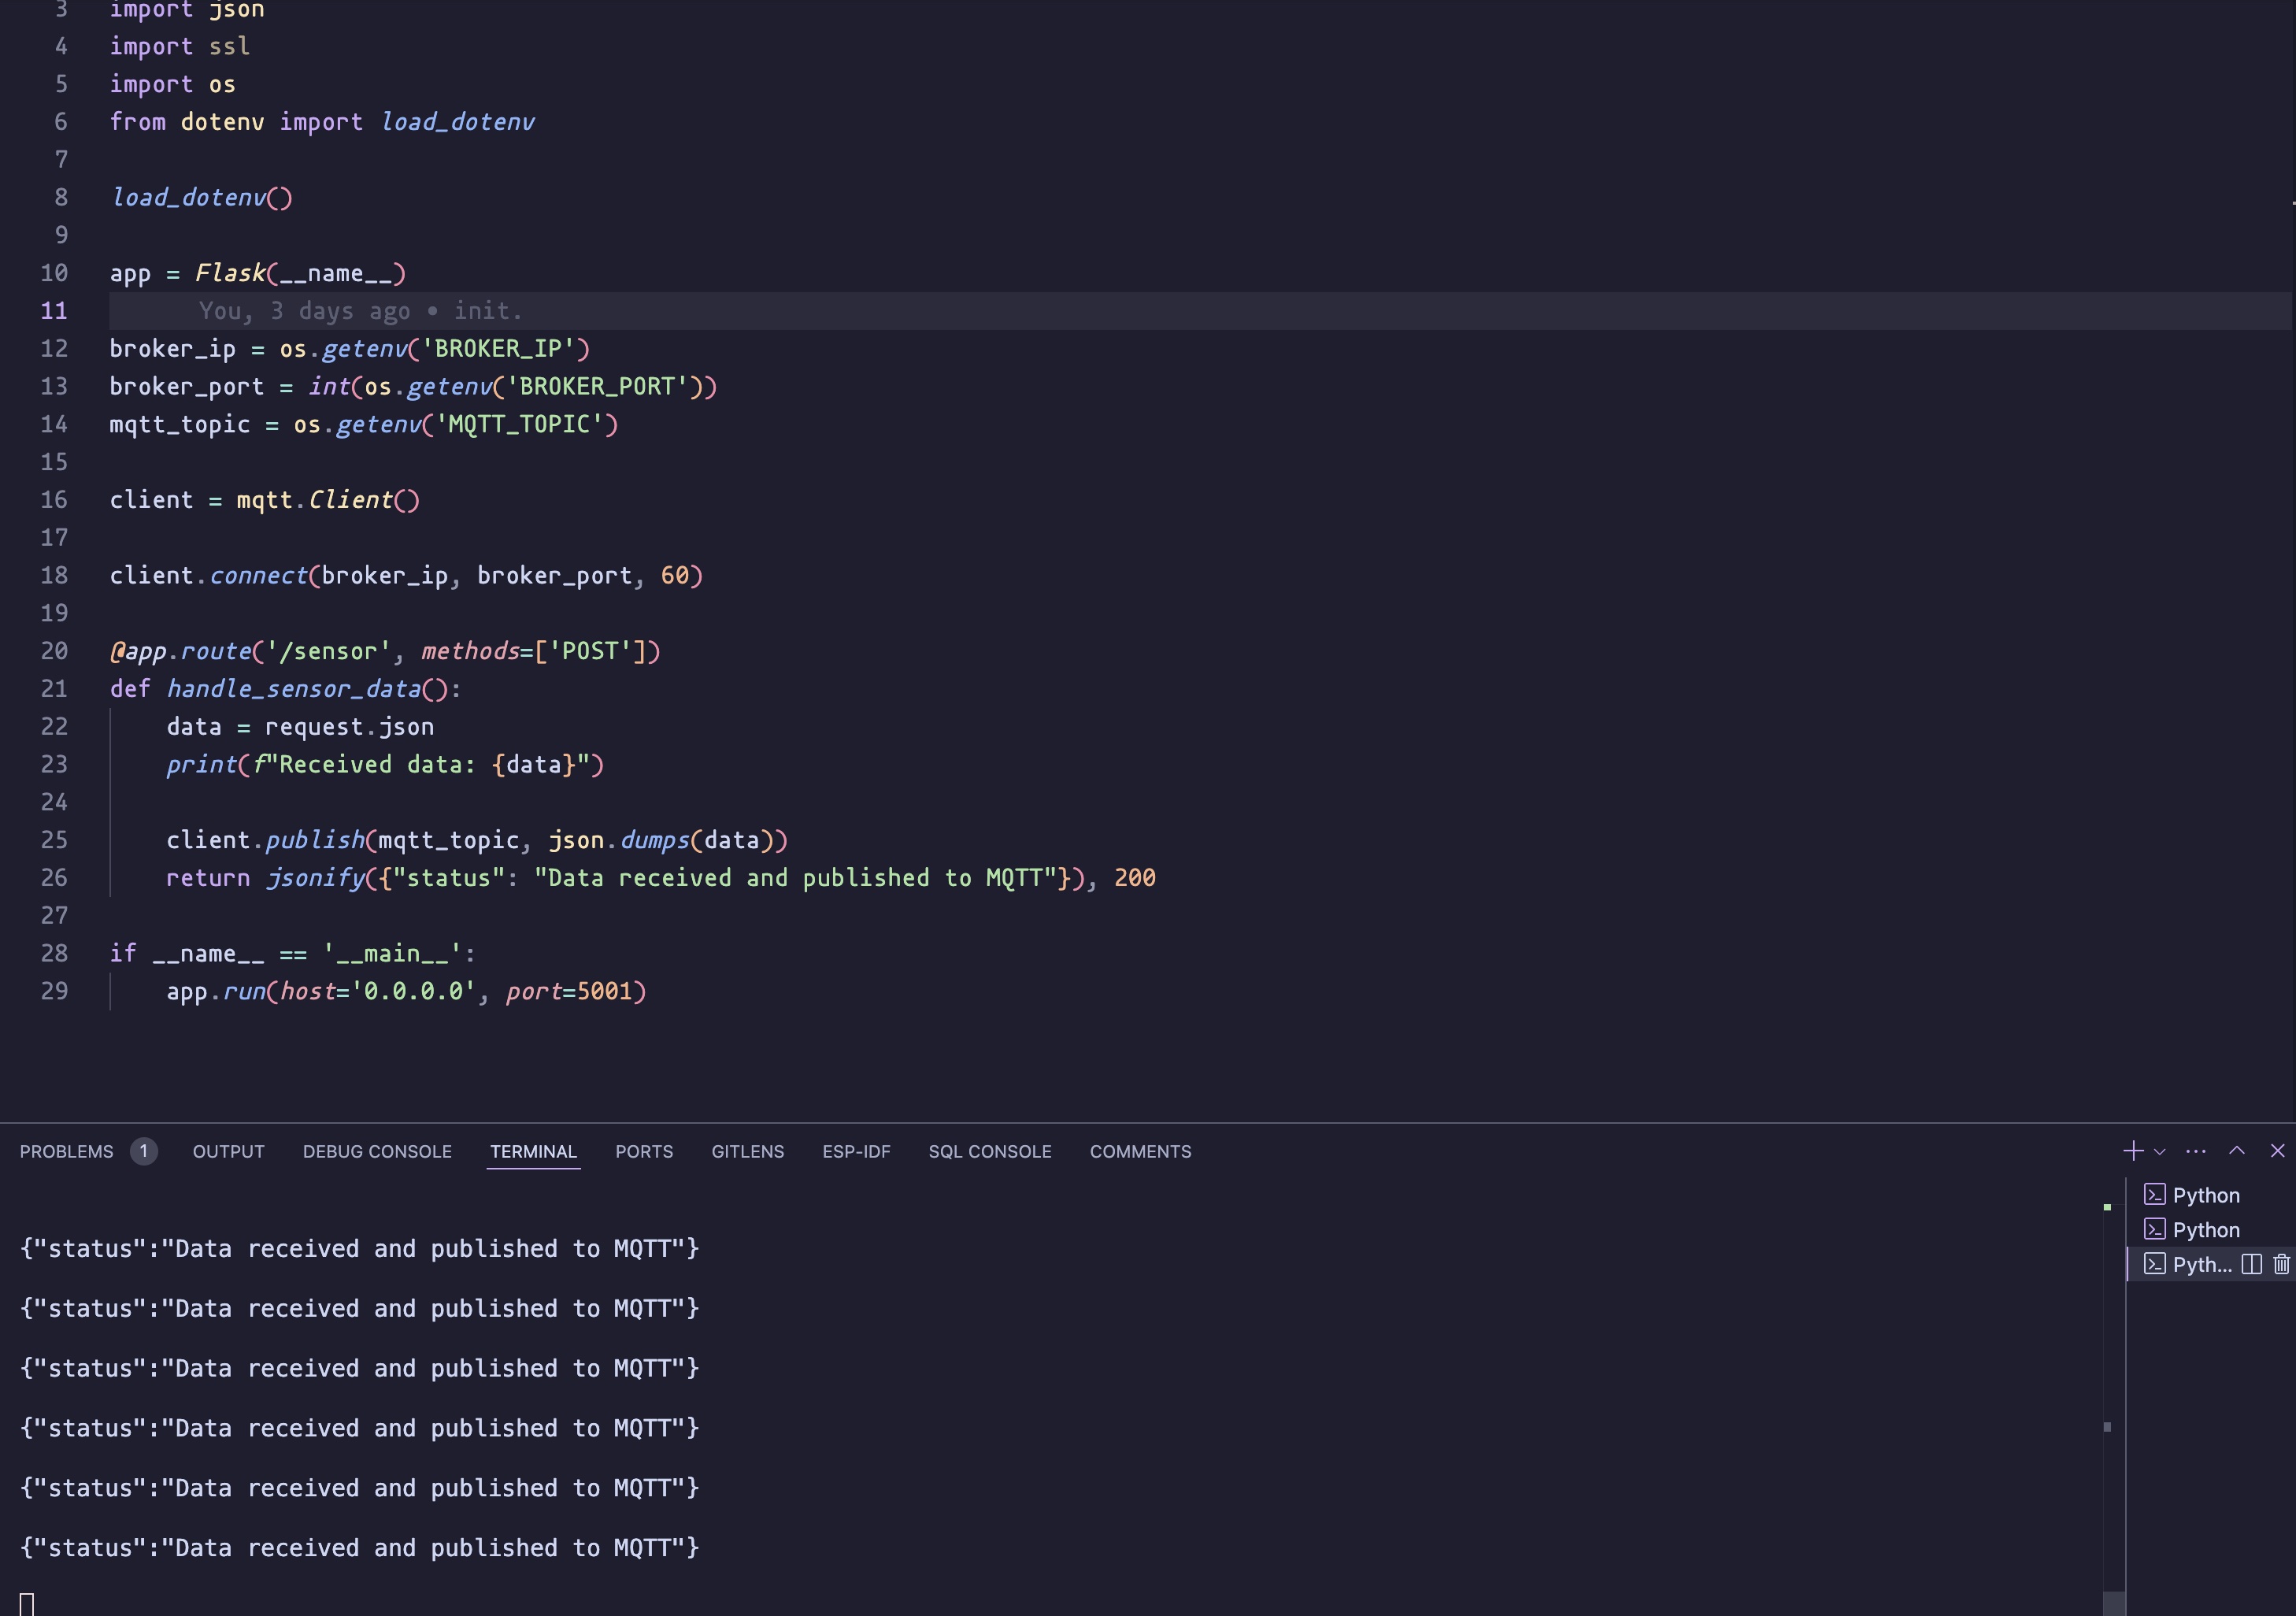 3 import json
4 import ssl
5 import os
6 from dotenv import load_dotenv
7
8 load_dotenv()
9
10 app = Flask(__name__)
11 You, 3 days ago • init.
12 broker_ip = os.getenv('BROKER_IP')
13 broker_port = int(os.getenv('BROKER_PORT'))
14 mqtt_topic = os.getenv('MQTT_TOPIC')
15
16 client = mqtt.Client()
17
18 client.connect(broker_ip, broker_port, 60)
19
20 @app.route('/sensor', methods=['POST'])
21 def handle_sensor_data():
22 data = request.json
23 print(f"Received data: {data}")
24
25 client.publish(mqtt_topic, json.dumps(data))
26 return jsonify({"status": "Data received and published to MQTT"}), 200
27
28 if __name__ == '__main__':
29 app.run(host='0.0.0.0', port=5001)
PROBLEMS 1 OUTPUT DEBUG CONSOLE TERMINAL PORTS GITLENS ESP-IDF SQL CONSOLE COMMENTS
Python
Python
Pyth...
{"status":"Data received and published to MQTT"}
{"status":"Data received and published to MQTT"}
{"status":"Data received and published to MQTT"}
{"status":"Data received and published to MQTT"}
{"status":"Data received and published to MQTT"}
{"status":"Data received and published to MQTT"}